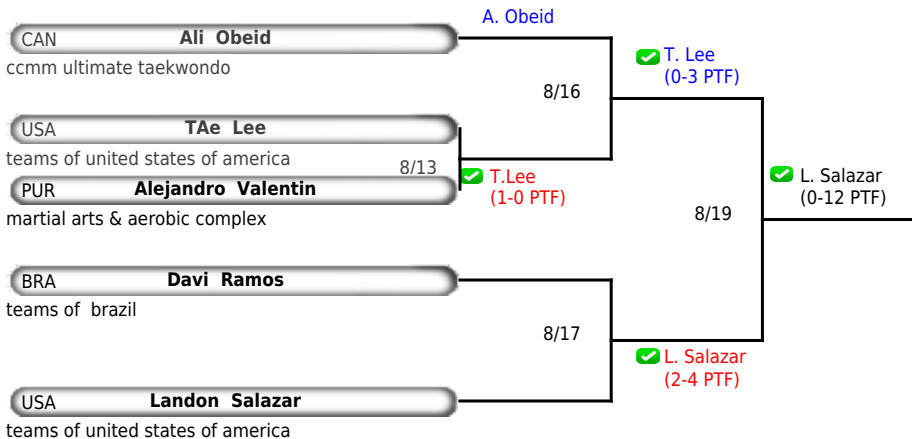 A. Obeid
CAN Ali Obeid
ccmm ultimate taekwondo
T. Lee
(0-3 PTF)
8/16
USA TAe Lee
teams of united states of america
8/13
PUR Alejandro Valentin
martial arts & aerobic complex
T.Lee
(1-0 PTF)
L. Salazar
(0-12 PTF)
8/19
BRA Davi Ramos
teams of brazil
8/17
L. Salazar
(2-4 PTF)
USA Landon Salazar
teams of united states of america